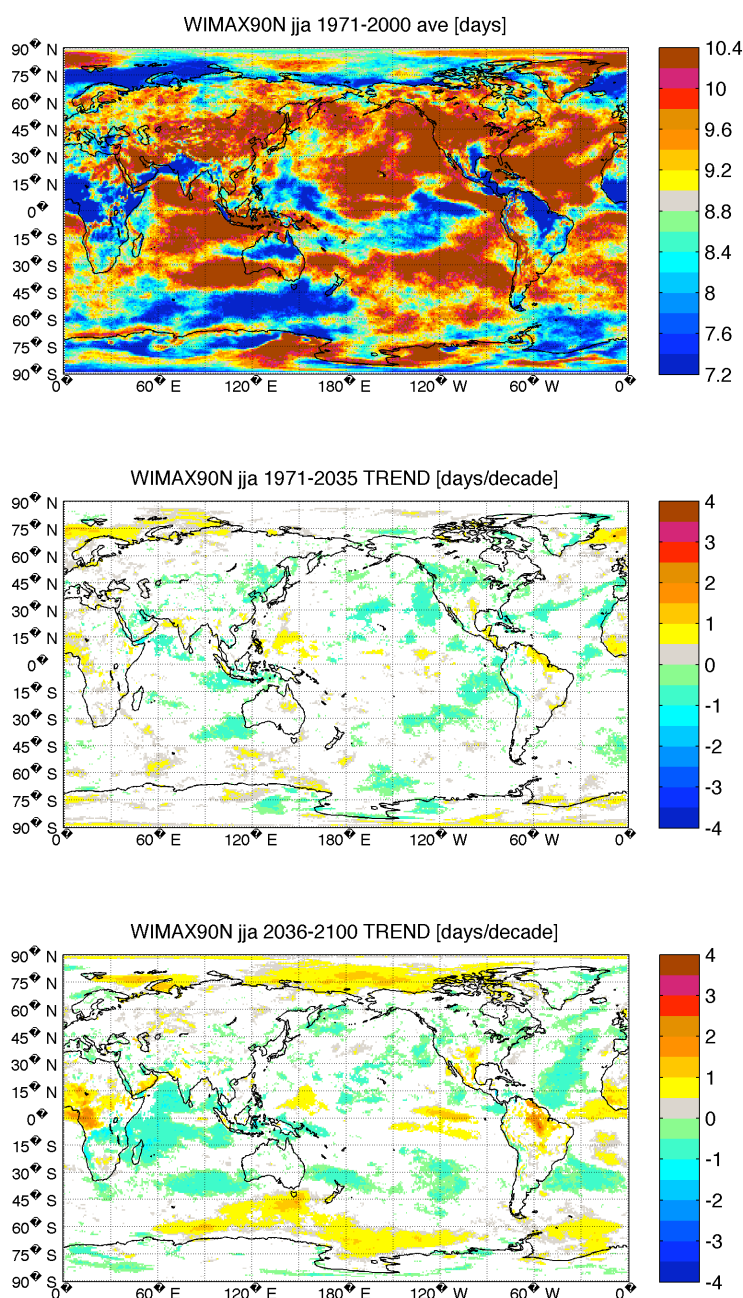 WIMAX90N jja 1971-2000 ave [days]
90� N
75� N
60� N
45� N
30� N
15� N
0�
15� S
30� S
45� S
60� S
75� S
90� S
0� 60� E 120� E 180� E 120� W 60� W 0�
10.4
10
9.6
9.2
8.8
8.4
8
7.6
7.2
WIMAX90N jja 1971-2035 TREND [days/decade]
90� N
75� N
60� N
45� N
30� N
15� N
0�
15� S
30� S
45� S
60� S
75� S
90� S
0� 60� E 120� E 180� E 120� W 60� W 0�
4
3
2
1
0
-1
-2
-3
-4
WIMAX90N jja 2036-2100 TREND [days/decade]
90� N
75� N
60� N
45� N
30� N
15� N
0�
15� S
30� S
45� S
60� S
75� S
90� S
0� 60� E 120� E 180� E 120� W 60� W 0�
4
3
2
1
0
-1
-2
-3
-4